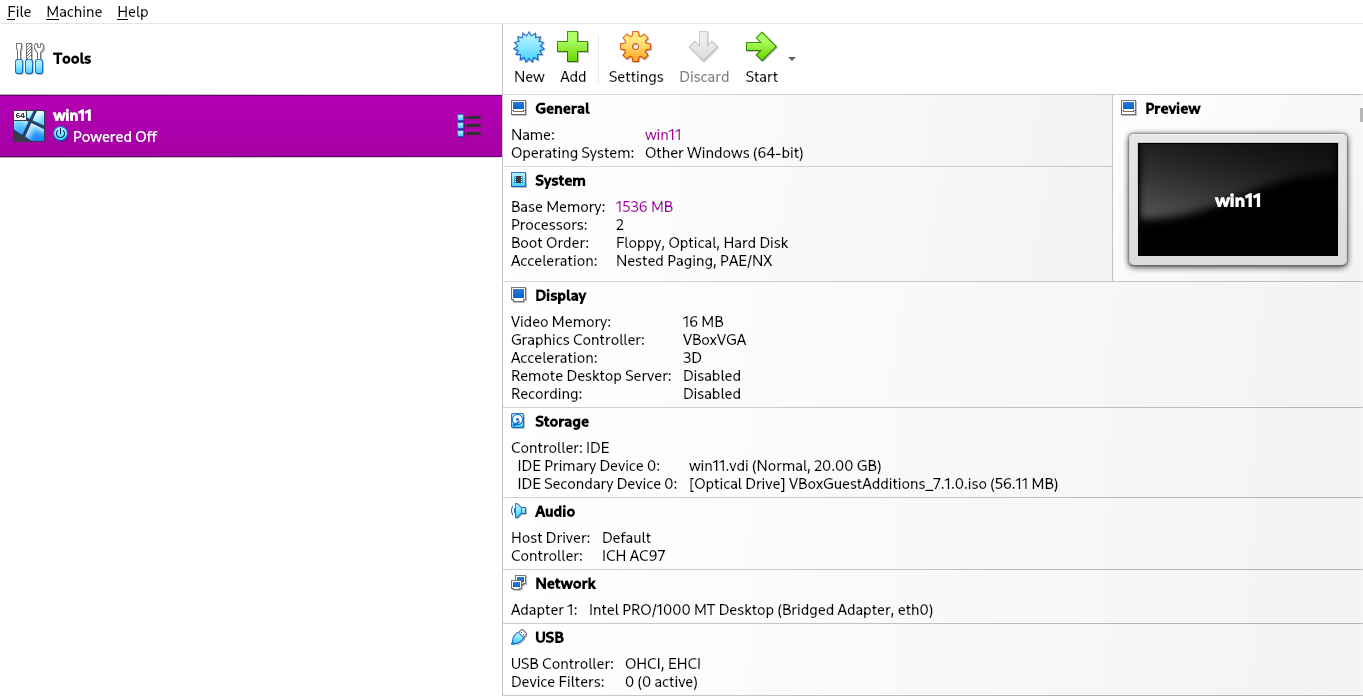 File Machine Help
Tools
New Add Settings Discard Start
64
win11
Powered Off
General
Name: win11
Operating System: Other Windows (64-bit)
Preview
win11
System
Base Memory: 1536 MB
Processors: 2
Boot Order: Floppy, Optical, Hard Disk
Acceleration: Nested Paging, PAE/NX
Display
Video Memory: 16 MB
Graphics Controller: VBoxVGA
Acceleration: 3D
Remote Desktop Server: Disabled
Recording: Disabled
Storage
Controller: IDE
IDE Primary Device 0: win11.vdi (Normal, 20.00 GB)
IDE Secondary Device 0: [Optical Drive] VBoxGuestAdditions_7.1.0.iso (56.11 MB)
Audio
Host Driver: Default
Controller: ICH AC97
Network
Adapter 1: Intel PRO/1000 MT Desktop (Bridged Adapter, eth0)
USB
USB Controller: OHCI, EHCI
Device Filters: 0 (0 active)